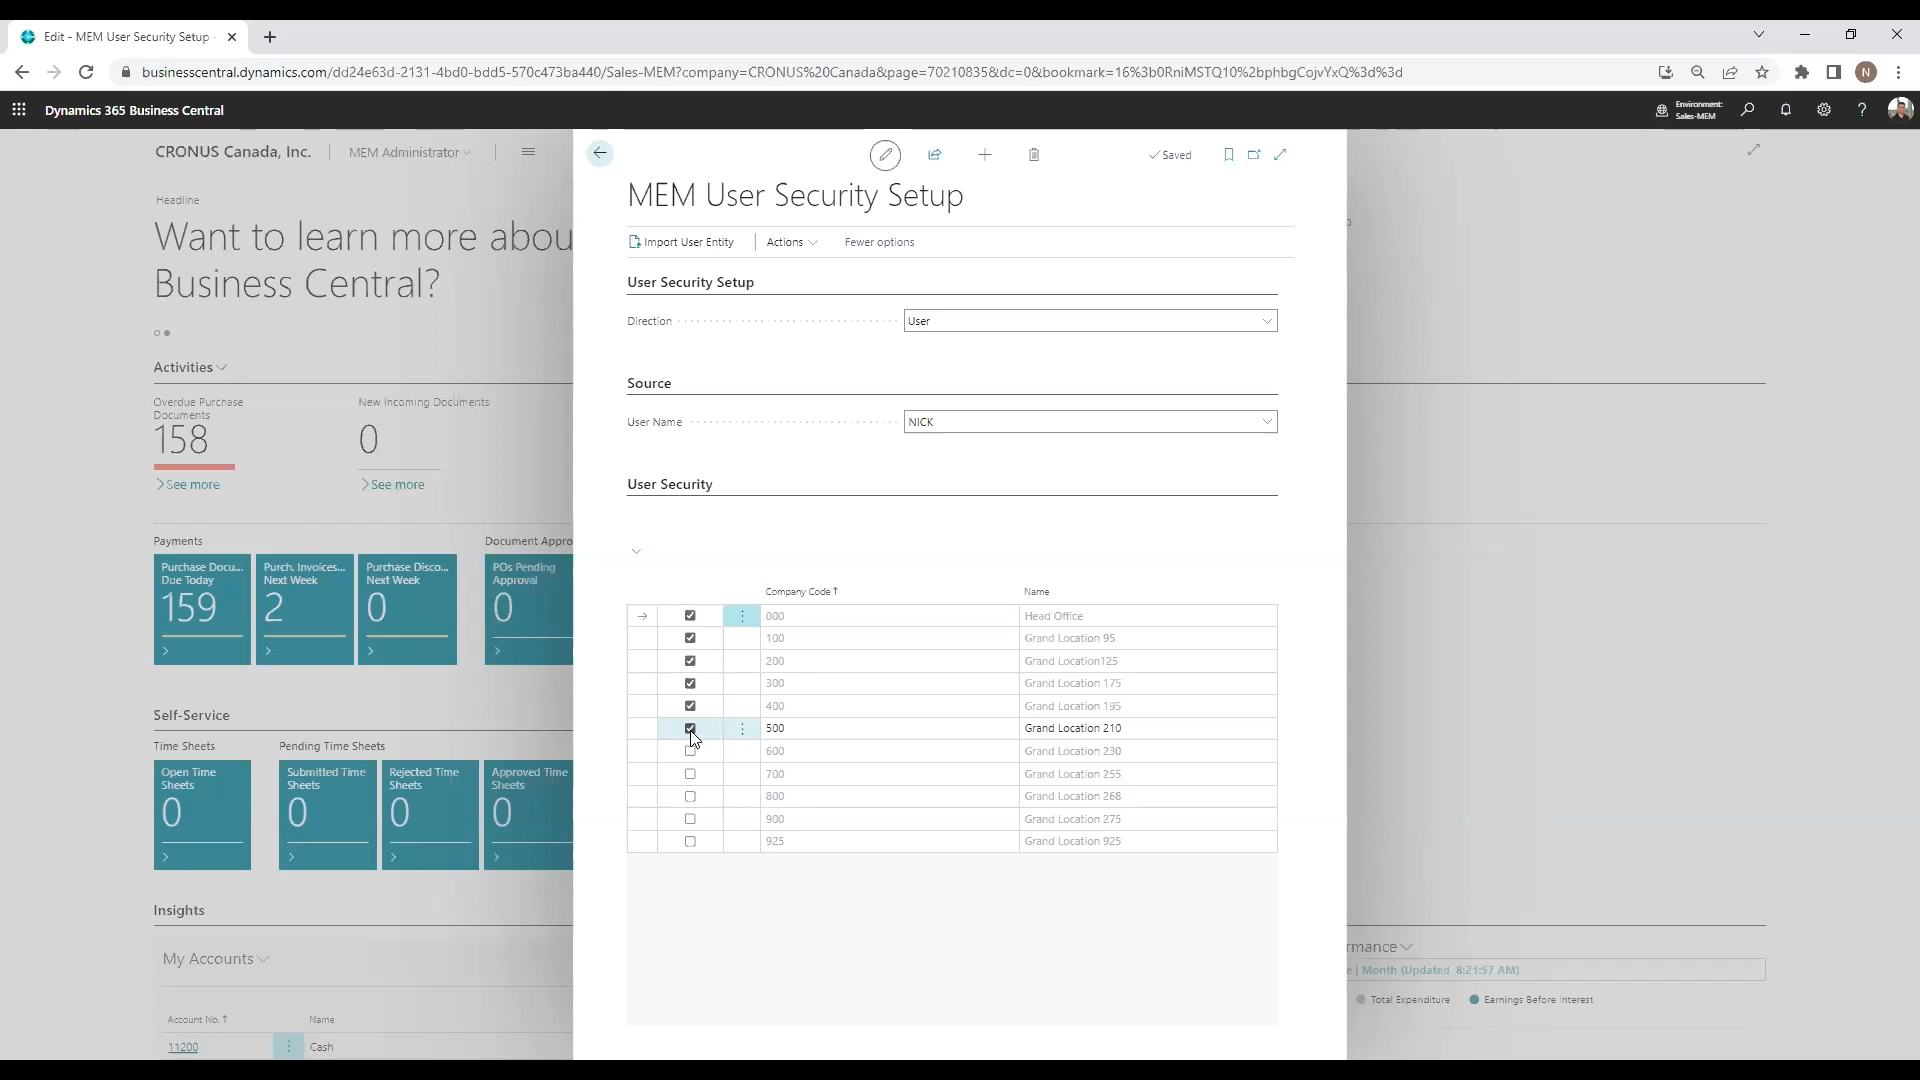 Edit - MEM User Security Setup -
businesscentral.dynamics.com/dd24e63d-2131-4bd0-bdd5-570c473ba440/Sales-MEM?company=CRONUS%20Canada&page=70210835&dc=0&bookmark=16%3b0RniMSTQ10%2bphbgCojvYxQ%3d%3d
N
Dynamics 365 Business Central
Environment:
Sales-MEM
CRONUS Canada, Inc.
MEM Administrator
Saved
MEM User Security Setup
Import User Entity
Actions
Fewer options
User Security Setup
Direction
User
Source
User Name
NICK
User Security
Company Code↑
Name
000
Head Office
100
Grand Location 95
200
Grand Location125
300
Grand Location 175
400
Grand Location 195
500
Grand Location 210
600
Grand Location 230
700
Grand Location 255
800
Grand Location 268
900
Grand Location 275
925
Grand Location 925
Headline
Want to learn more abou
Business Central?
Activities
Overdue Purchase
Documents
158
See more
New Incoming Documents
0
See more
Payments
Purchase Docu...
Due Today
159
Purch. Invoices...
Next Week
2
Purchase Disco...
Next Week
0
Document Appro
POs Pending
Approval
0
Self-Service
Time Sheets
Open Time
Sheets
0
Pending Time Sheets
Submitted Time
Sheets
0
Rejected Time
Sheets
0
Approved Time
Sheets
0
Insights
My Accounts
Account No.↑
Name
11200
Cash
rmance
e | Month (Updated 8:21:57 AM)
Total Expenditure
Earnings Before Interest